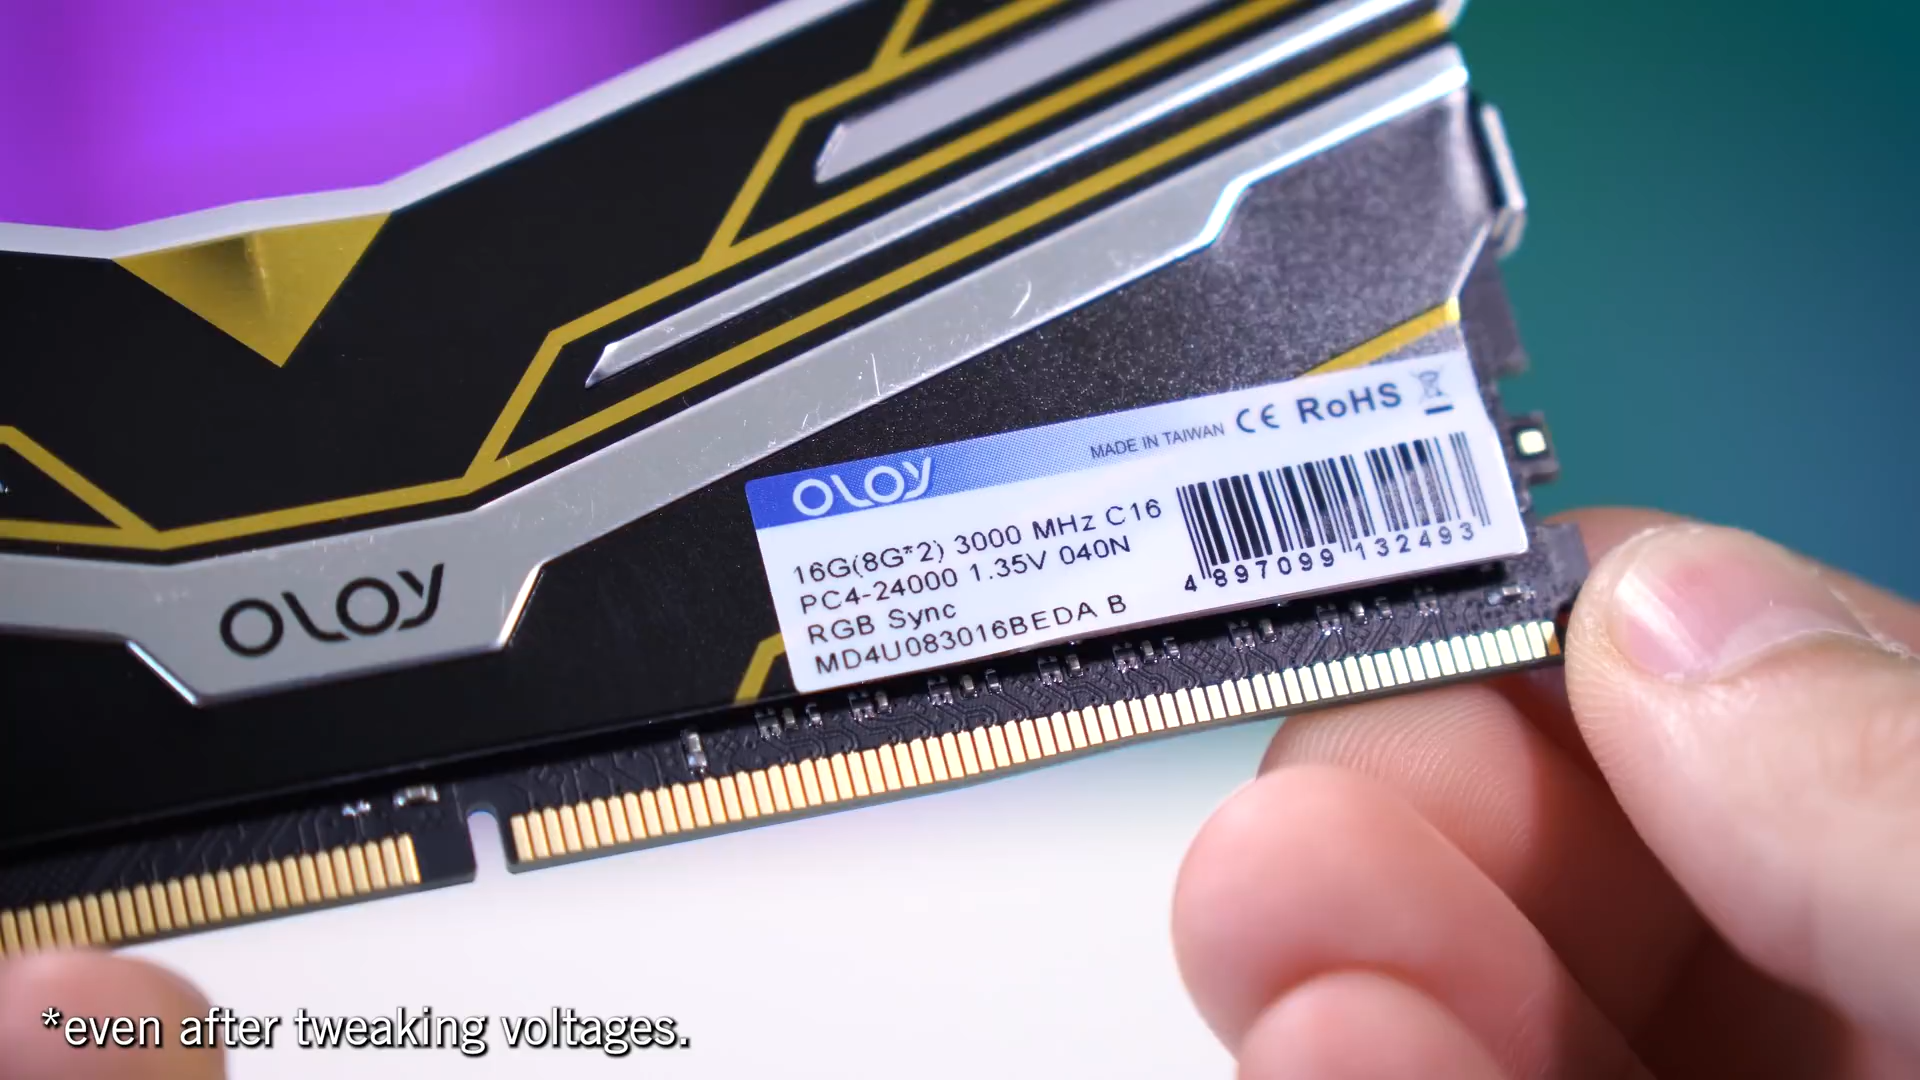 OLOY
OLOY
MADE IN TAIWAN CE RoHS
16G(8G*2) 3000 MHz C16
PC4-24000 1.35V 040N
RGB Sync
MD4U083016BEDA B
4 897099 132493
*even after tweaking voltages.